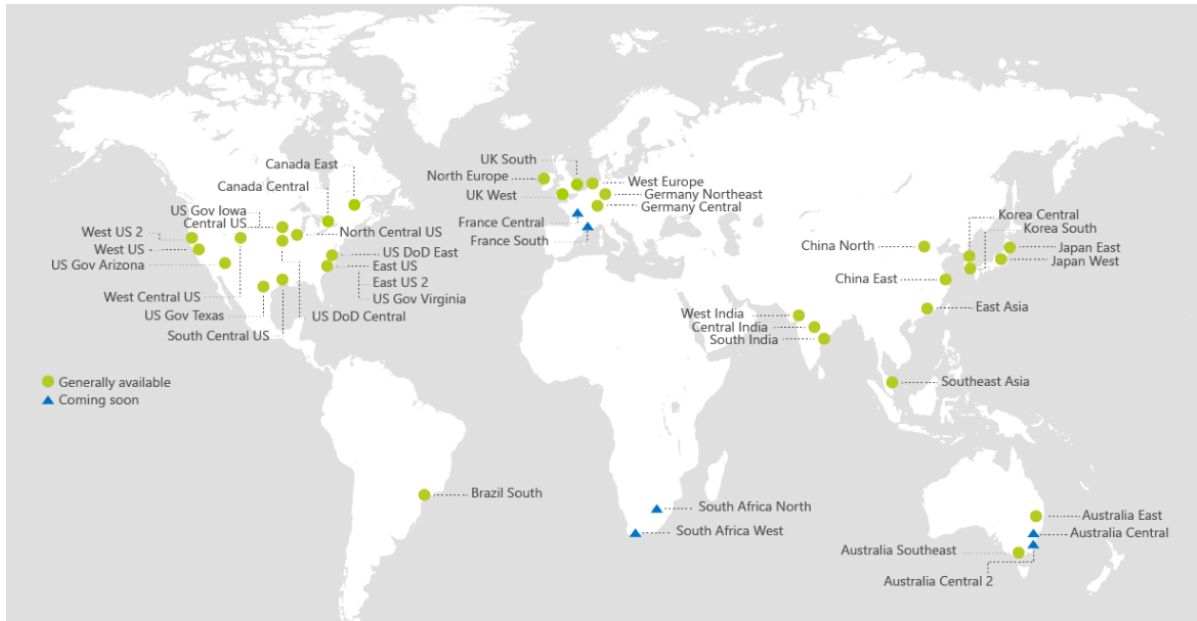 Canada East
Canada Central
US Gov Iowa
Central US
West US 2
West US
US Gov Arizona
West Central US
US Gov Texas
South Central US
North Central US
US DoD East
East US
East US 2
US Gov Virginia
US DoD Central
UK South
North Europe
UK West
West Europe
Germany Northeast
Germany Central
France Central
France South
Korea Central
Korea South
China North
Japan East
Japan West
China East
East Asia
West India
Central India
South India
Southeast Asia
Generally available
Coming soon
Brazil South
South Africa North
South Africa West
Australia East
Australia Central
Australia Southeast
Australia Central 2